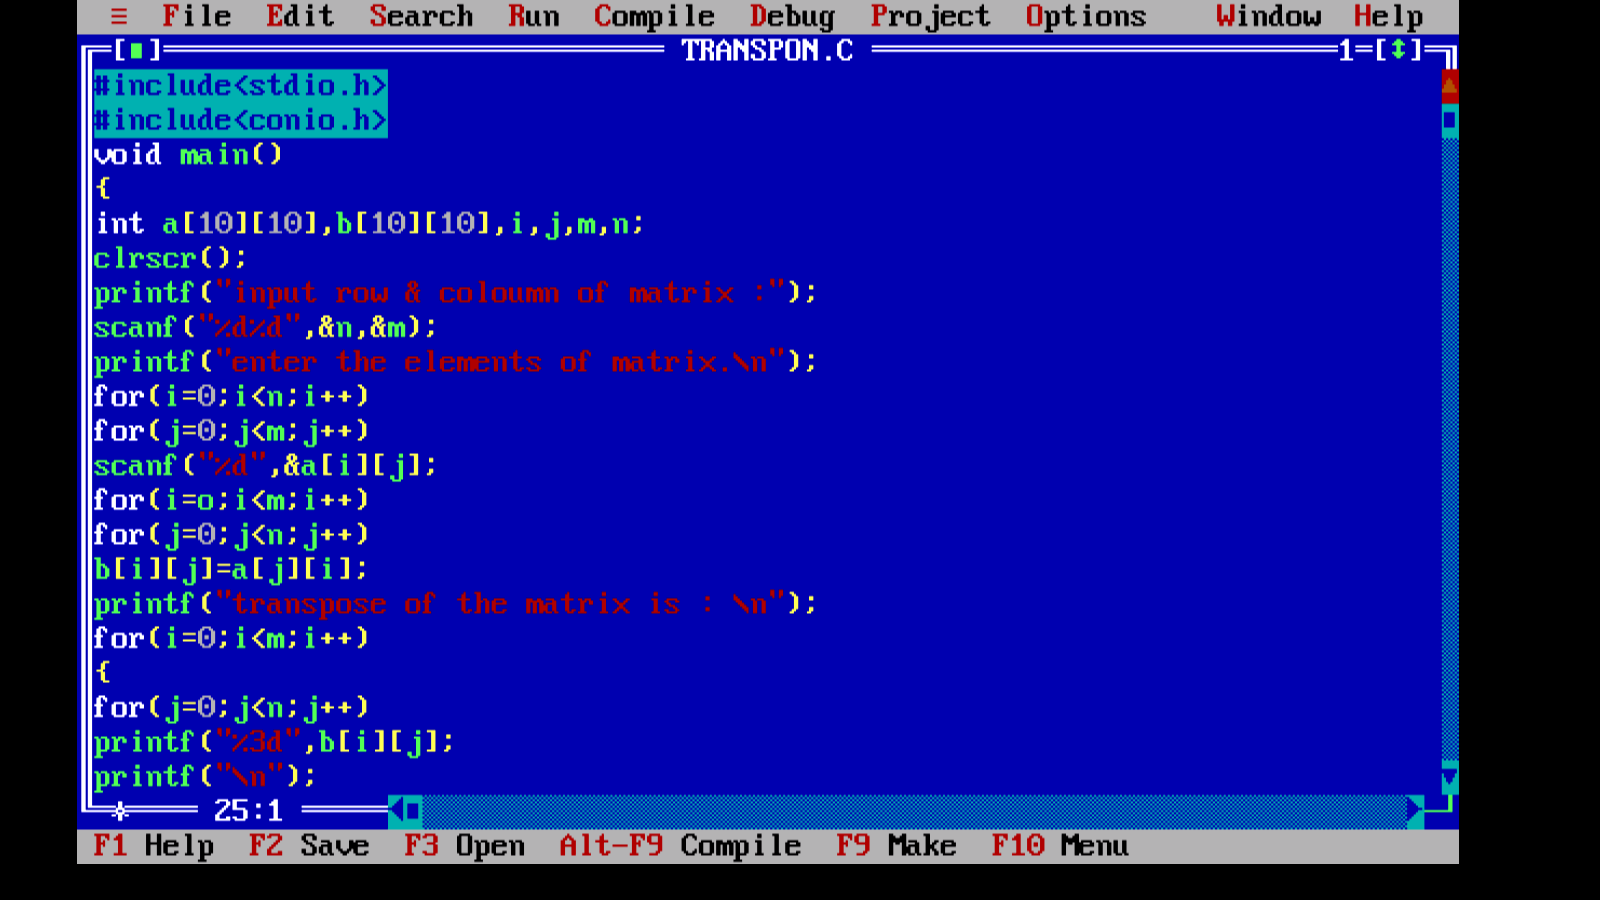 ≡ File Edit Search Run Compile Debug Project Options Window Help
[■] TRANSPON.C 1=[↕]
#include<stdio.h>
#include<conio.h>
void main()
{
int a[10][10],b[10][10],i,j,m,n;
clrscr();
printf("input row & coloumn of matrix :");
scanf("%d%d",&n,&m);
printf("enter the elements of matrix.\n");
for(i=0;i<n;i++)
for(j=0;j<m;j++)
scanf("%d",&a[i][j];
for(i=o;i<m;i++)
for(j=0;j<n;j++)
b[i][j]=a[j][i];
printf("transpose of the matrix is : \n");
for(i=0;i<m;i++)
{
for(j=0;j<n;j++)
printf("%3d",b[i][j];
printf("\n");
25:1
F1 Help F2 Save F3 Open Alt-F9 Compile F9 Make F10 Menu